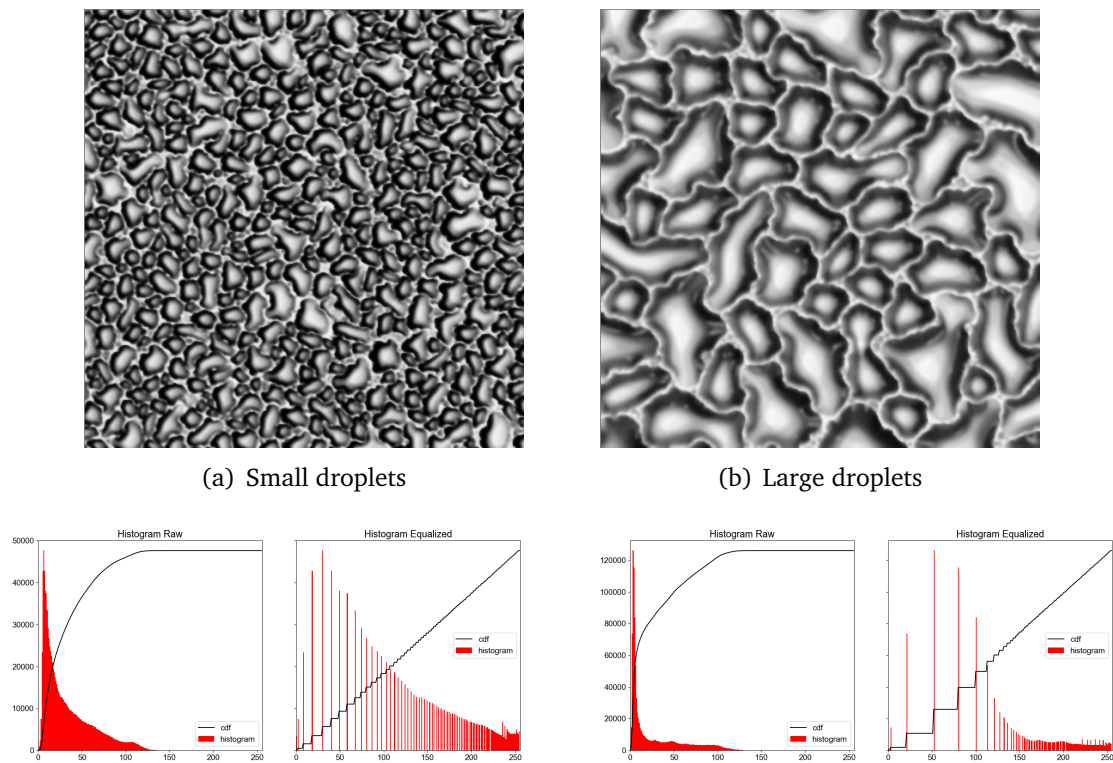 (a) Small droplets
(b) Large droplets
Histogram Raw
50000
40000
30000
20000
10000
0
0 50 100 150 200 250
cdf
histogram
Histogram Equalized
0 50 100 150 200 250
cdf
histogram
Histogram Raw
120000
100000
80000
60000
40000
20000
0
0 50 100 150 200 250
cdf
histogram
Histogram Equalized
0 50 100 150 200 250
cdf
histogram